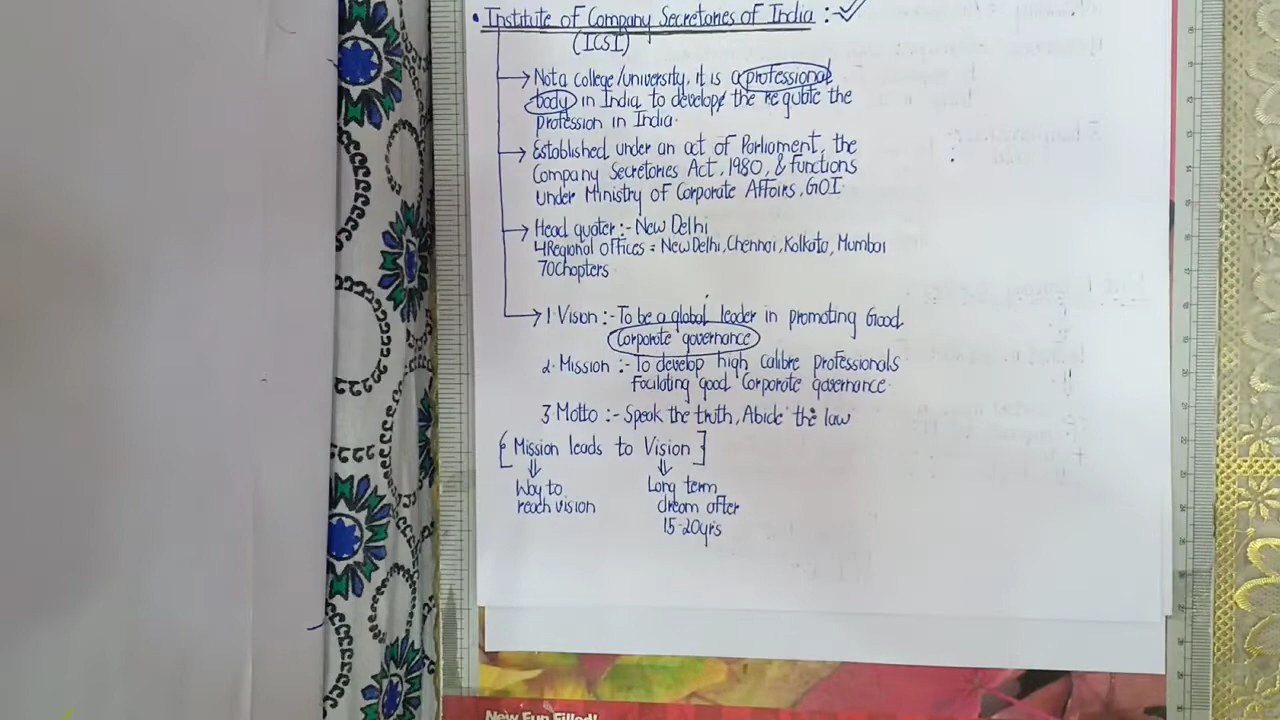 • Institute of Company Secretories of India :-
(ICSI)
Not a college/university, it is a professional
body in India to develop the regulate the
profession in India.
Established under an act of Parliament, the
Company Secretories Act, 1980, & functions
under Ministry of Corporate Affairs, GOI.
Head quater :- New Delhi
4 Regional offices = New Delhi, Chennai, Kolkata, Mumbai
70 Chapters
1. Vision :- To be a global leader in promoting Good
Corporate governance
2. Mission :- To develop high calibre professionals
Facilating good Corporate governance.
3 Motto :- Speak the truth, Abide the law
[Mission leads to Vision]
Way to
reach vision
Long term
dream after
15-20yrs
New Fun Filled!